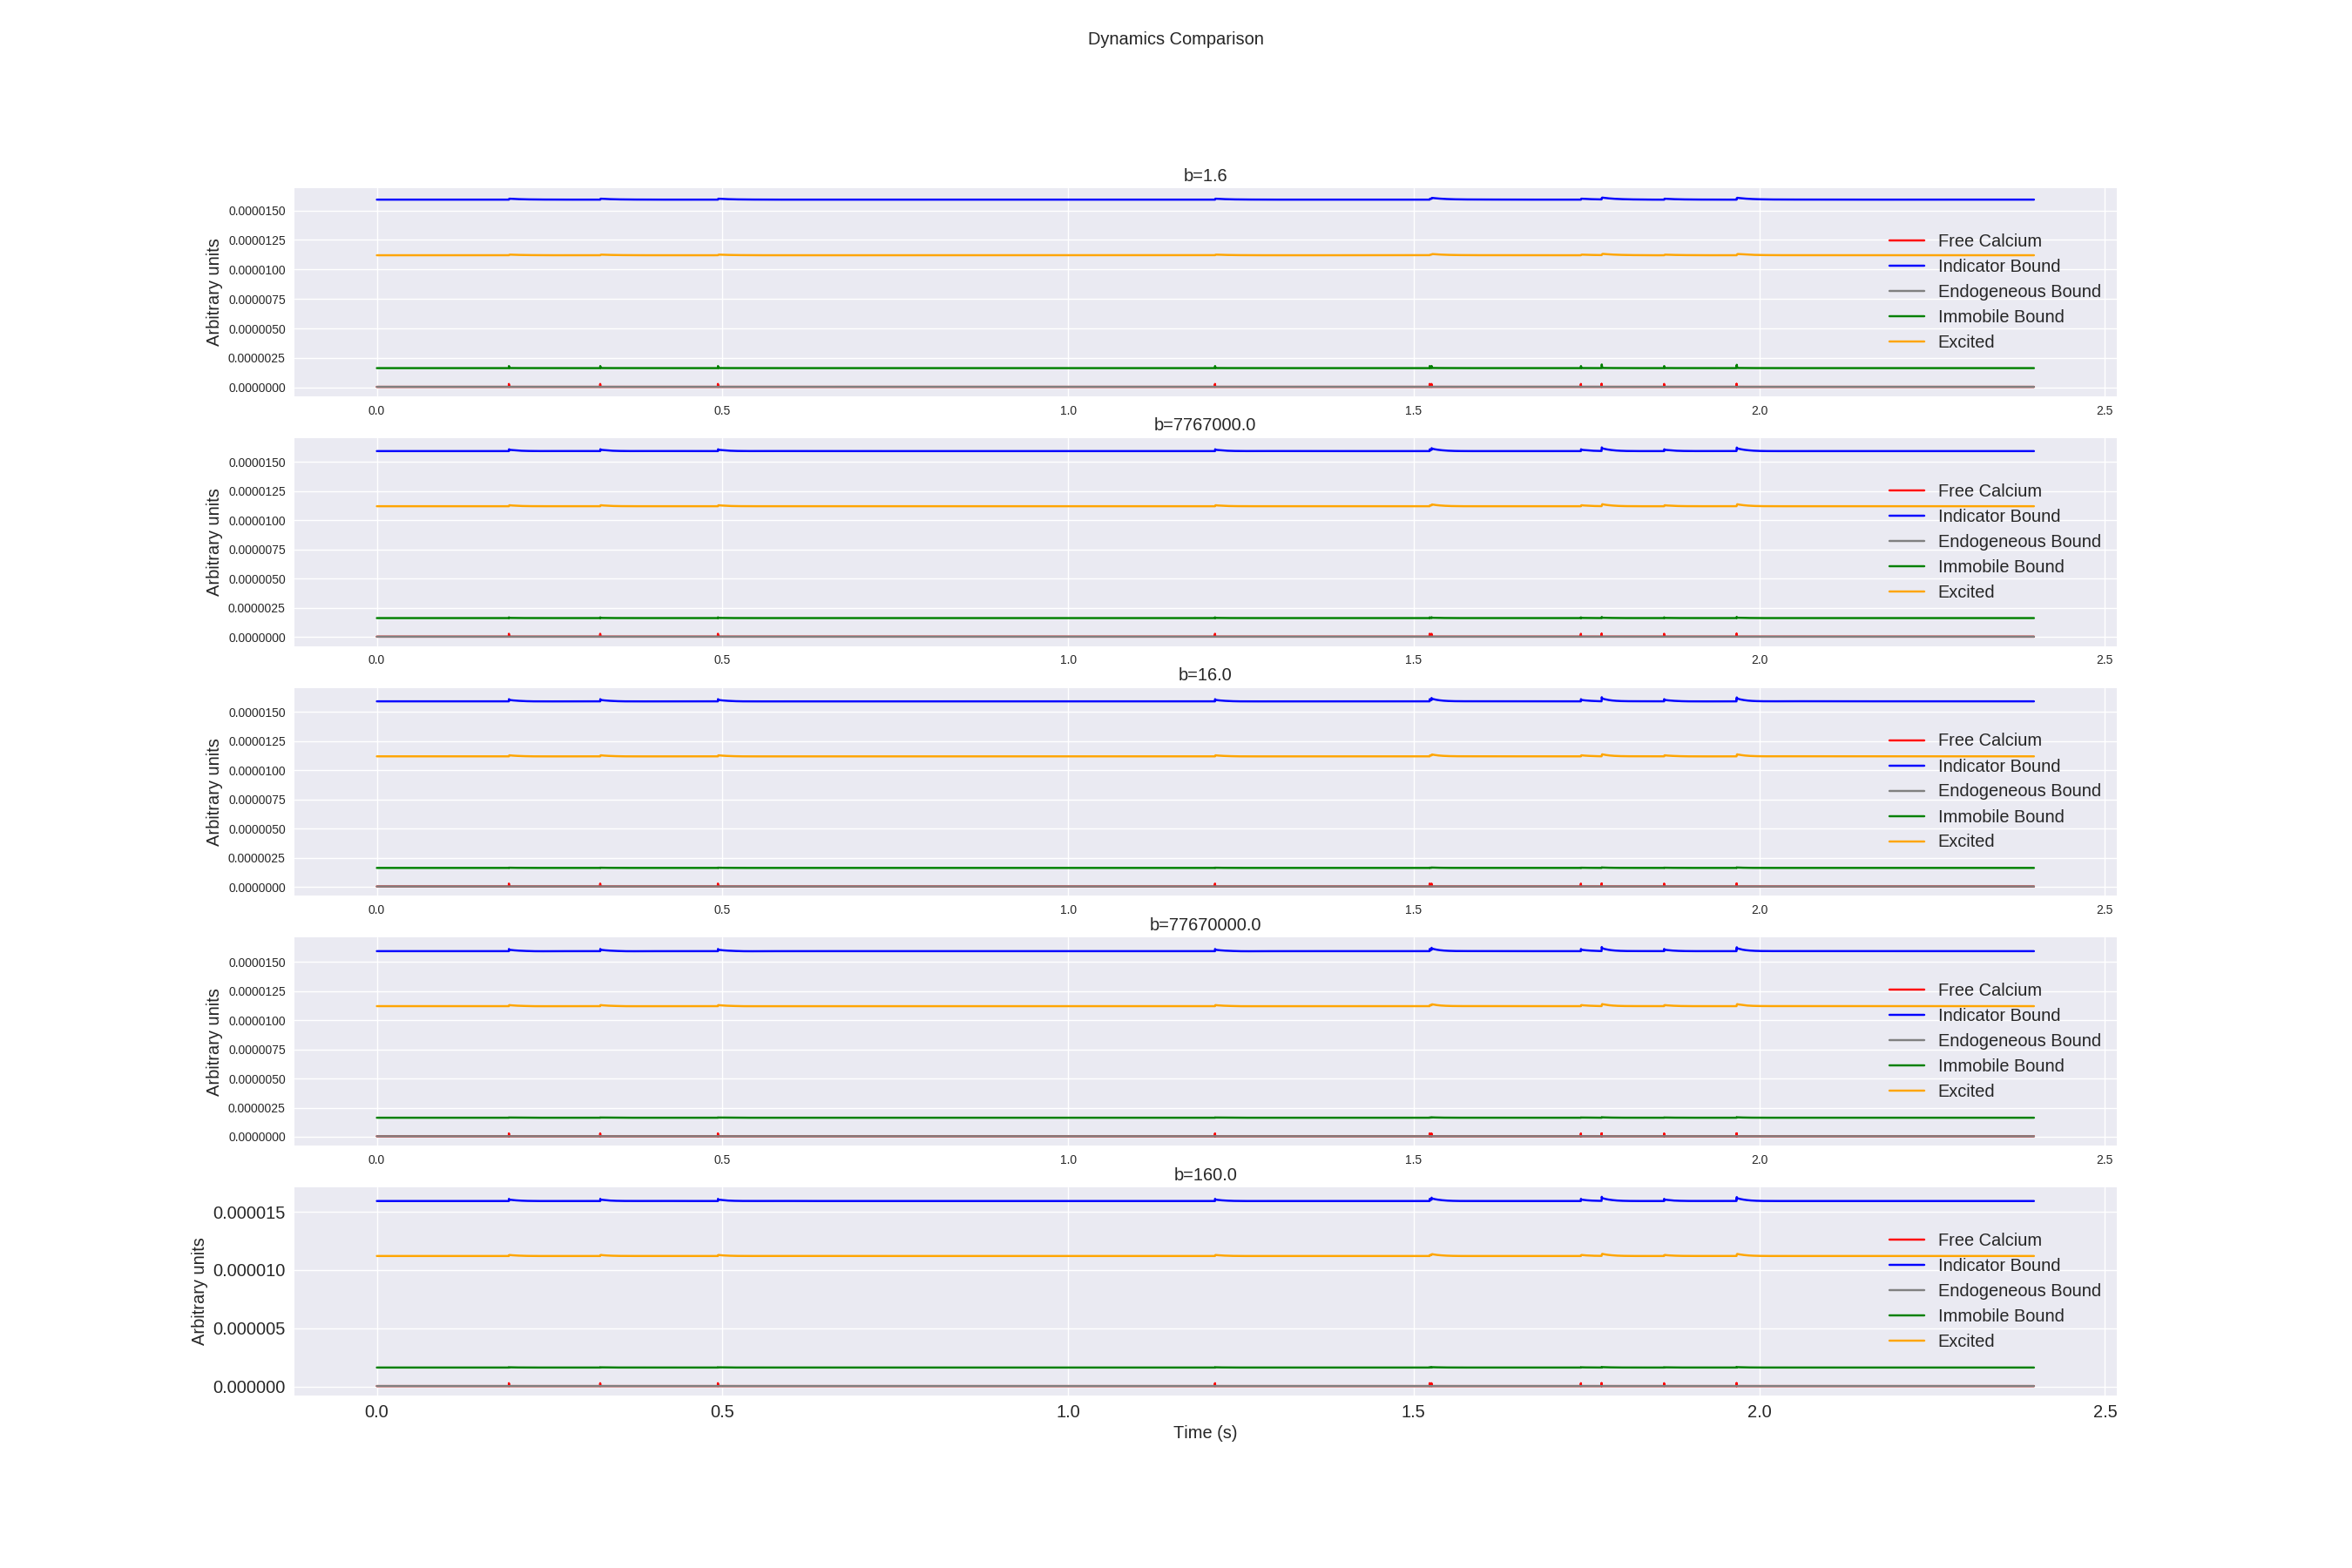 Dynamics Comparison
b=1.6
Arbitrary units
0.0000150
0.0000125
0.0000100
0.0000075
0.0000050
0.0000025
0.0000000
Free Calcium
Indicator Bound
Endogeneous Bound
Immobile Bound
Excited
0.0 0.5 1.0 1.5 2.0 2.5
b=7767000.0
Arbitrary units
0.0000150
0.0000125
0.0000100
0.0000075
0.0000050
0.0000025
0.0000000
Free Calcium
Indicator Bound
Endogeneous Bound
Immobile Bound
Excited
0.0 0.5 1.0 1.5 2.0 2.5
b=16.0
Arbitrary units
0.0000150
0.0000125
0.0000100
0.0000075
0.0000050
0.0000025
0.0000000
Free Calcium
Indicator Bound
Endogeneous Bound
Immobile Bound
Excited
0.0 0.5 1.0 1.5 2.0 2.5
b=77670000.0
Arbitrary units
0.0000150
0.0000125
0.0000100
0.0000075
0.0000050
0.0000025
0.0000000
Free Calcium
Indicator Bound
Endogeneous Bound
Immobile Bound
Excited
0.0 0.5 1.0 1.5 2.0 2.5
b=160.0
Arbitrary units
0.000015
0.000010
0.000005
0.000000
Free Calcium
Indicator Bound
Endogeneous Bound
Immobile Bound
Excited
0.0 0.5 1.0 1.5 2.0 2.5
Time (s)